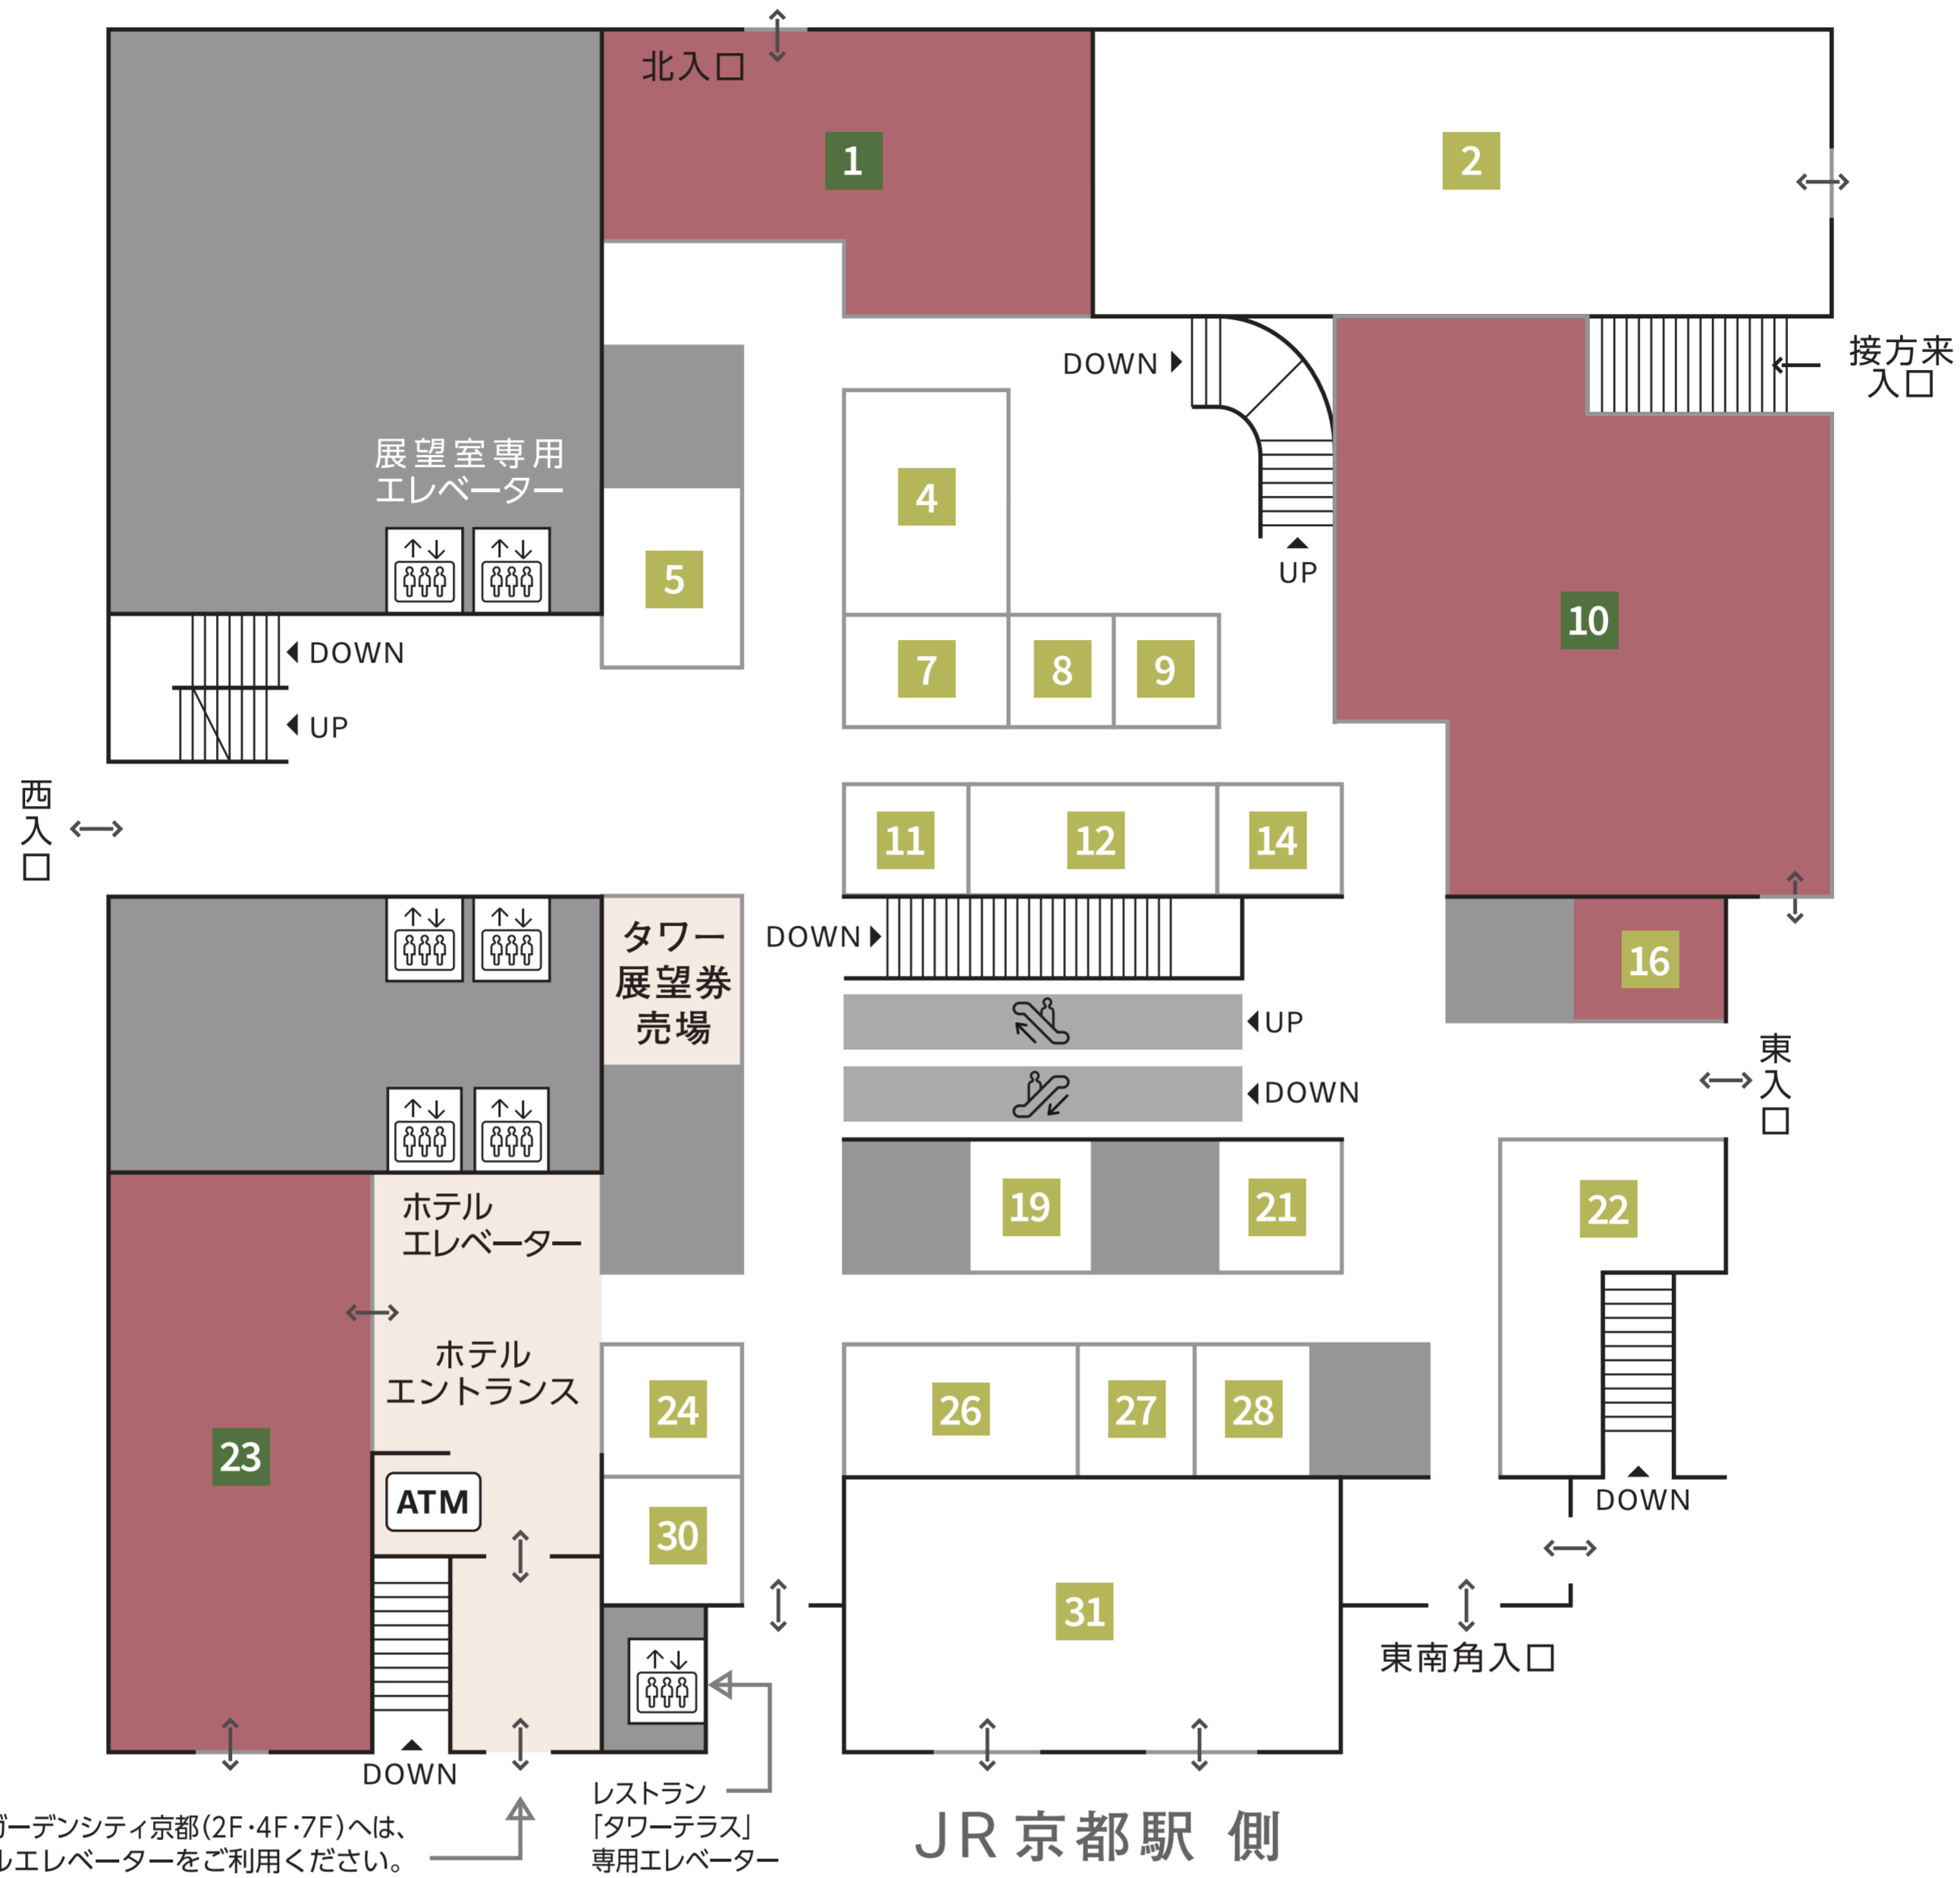 北入口
1
2
接方来
入口
DOWN
展望室専用
エレベーター
4
5
UP
10
DOWN
7
8
9
UP
西入口
11
12
14
タワー
展望券
売場
DOWN
16
UP
東入口
DOWN
ホテル
エレベーター
19
21
22
ホテル
エントランス
24
26
27
28
23
ATM
DOWN
30
31
東南角入口
DOWN
レストラン
「タワーテラス」
専用エレベーター
ガーデンシティ京都(2F・4F・7F)へは、
レエレベーターをご利用ください。
JR京都駅 側